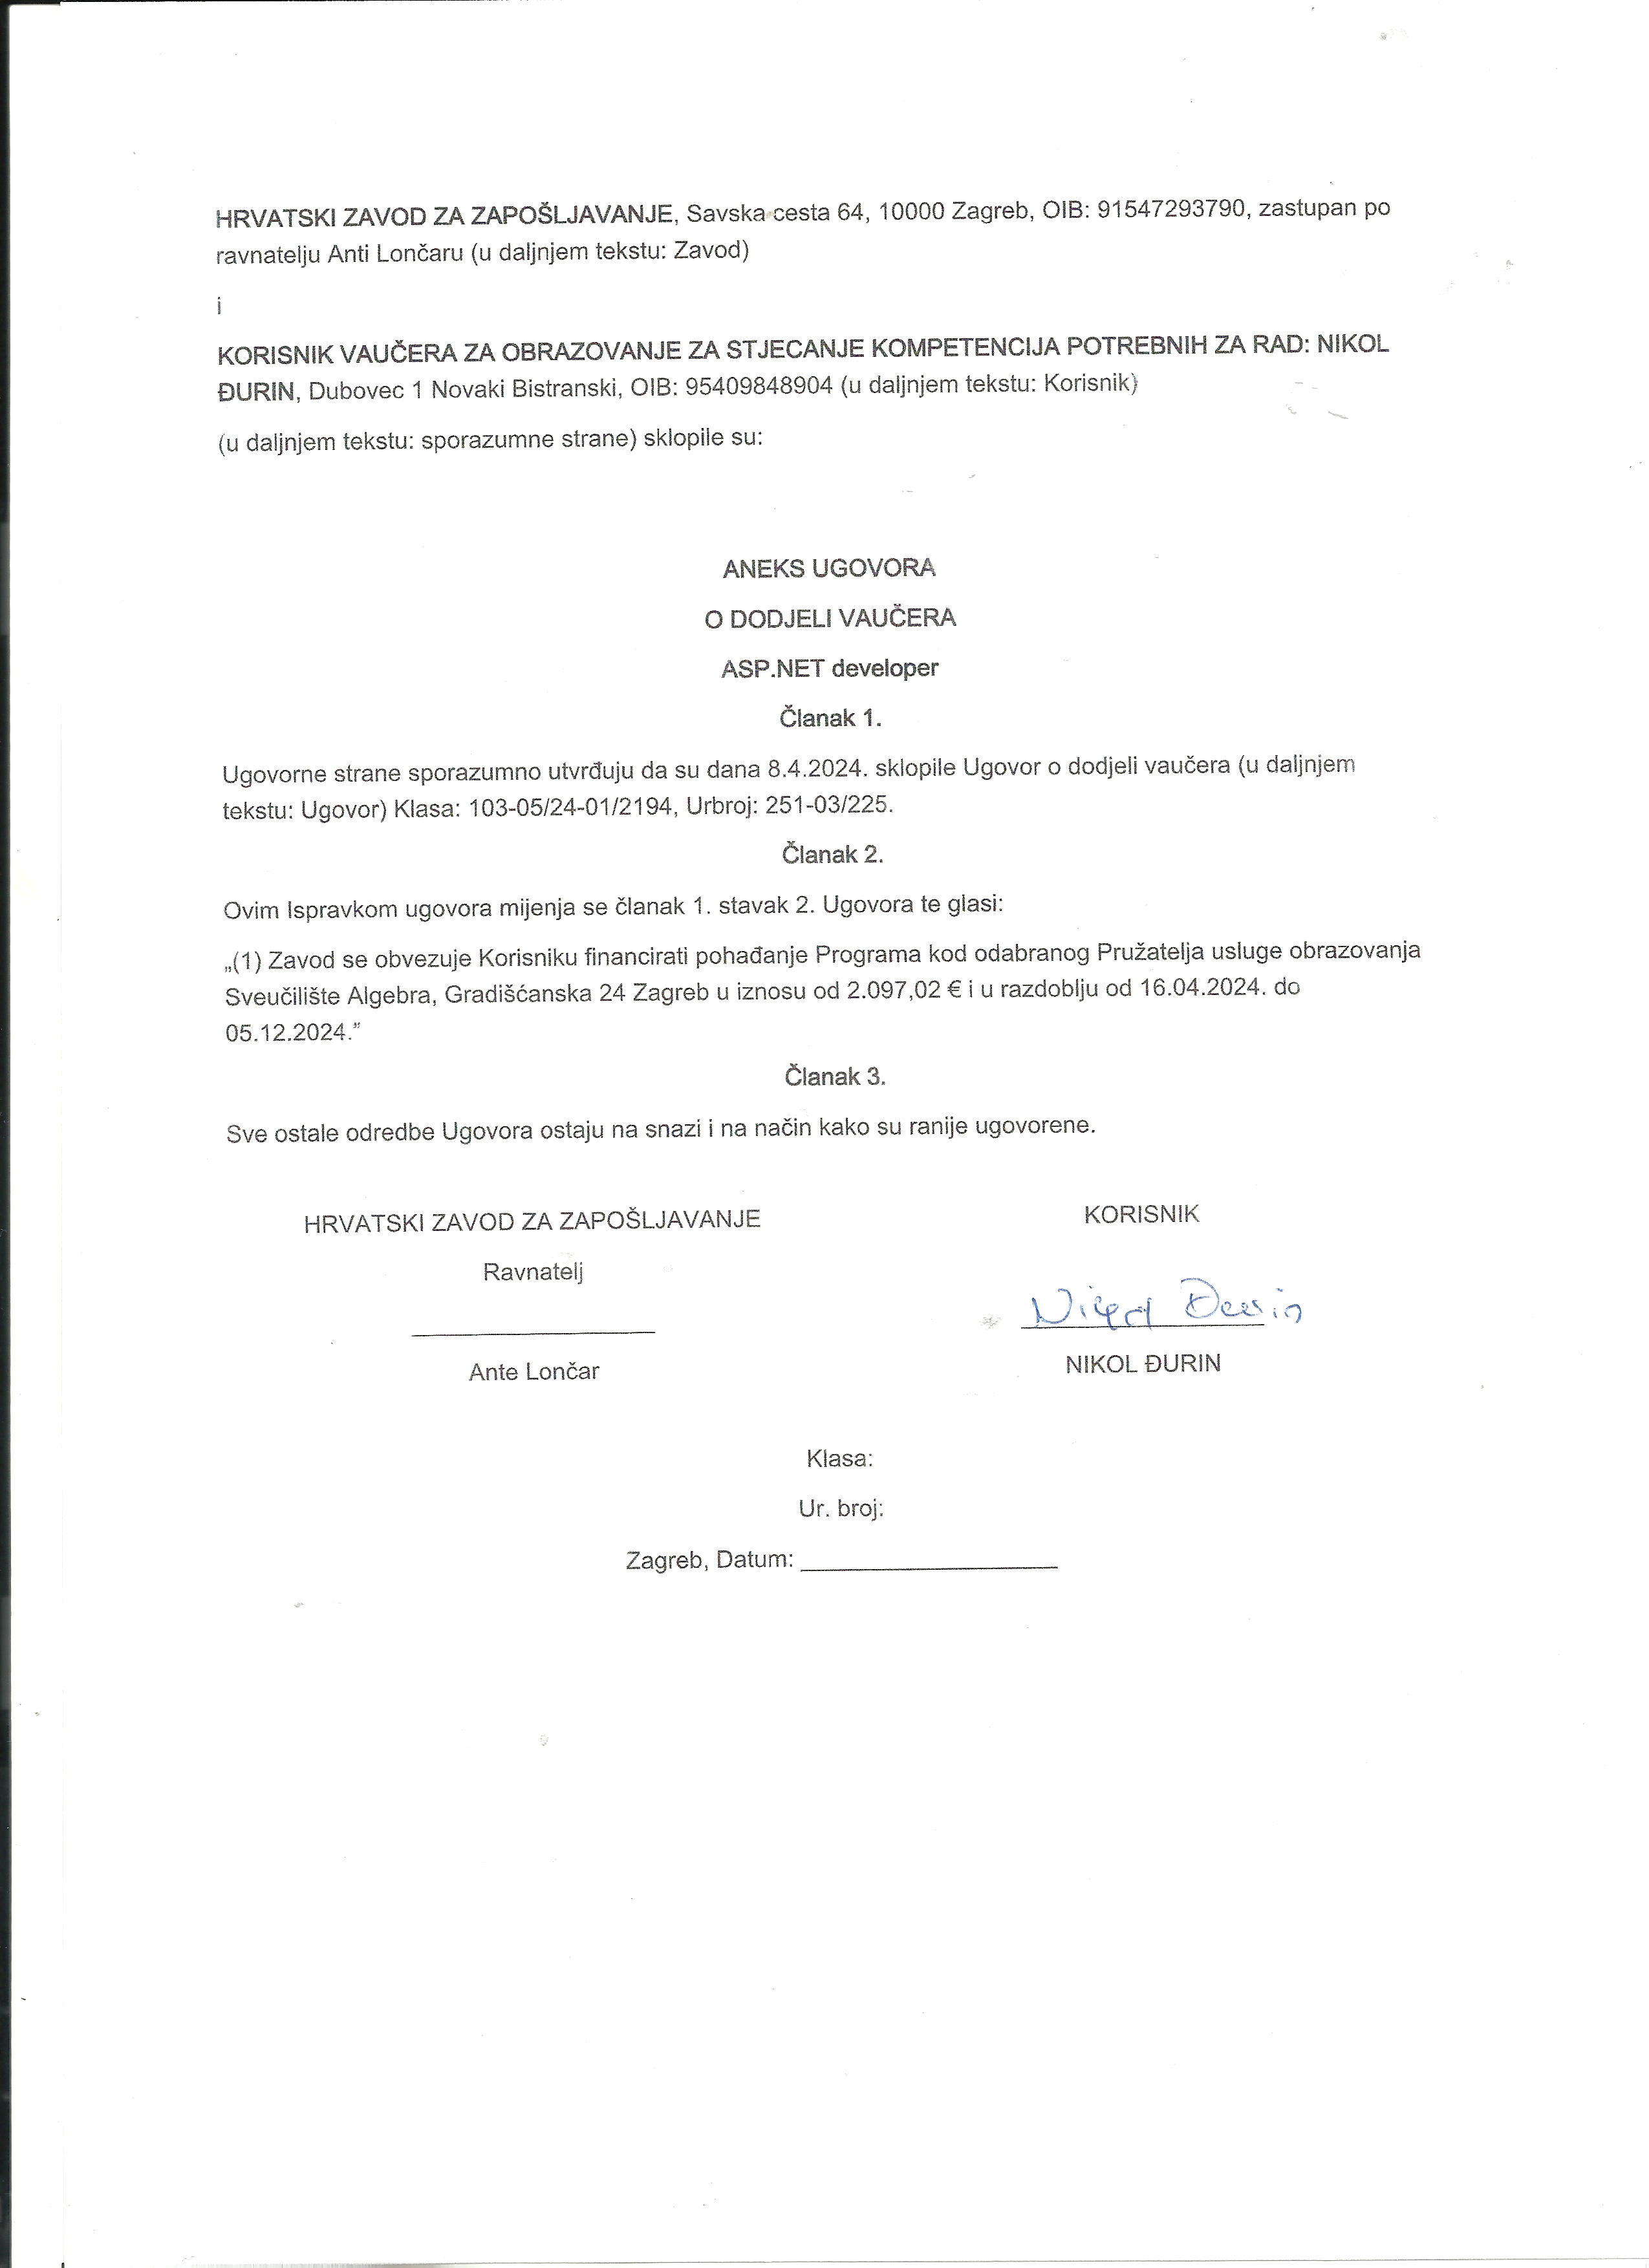 HRVATSKI ZAVOD ZA ZAPOŠLJAVANJE, Savska cesta 64, 10000 Zagreb, OIB: 91547293790, zastupan po
ravnatelju Anti Lončaru (u daljnjem tekstu: Zavod)
i
KORISNIK VAUČERA ZA OBRAZOVANJE ZA STJECANJE KOMPETENCIJA POTREBNIH ZA RAD: NIKOL
ĐURIN, Dubovec 1 Novaki Bistranski, OIB: 95409848904 (u daljnjem tekstu: Korisnik)
(u daljnjem tekstu: sporazumne strane) sklopile su:
ANEKS UGOVORA
O DODJELI VAUČERA
ASP.NET developer
Članak 1.
Ugovorne strane sporazumno utvrđuju da su dana 8.4.2024. sklopile Ugovor o dodjeli vaučera (u daljnjem
tekstu: Ugovor) Klasa: 103-05/24-01/2194, Urbroj: 251-03/225.
Članak 2.
Ovim Ispravkom ugovora mijenja se članak 1. stavak 2. Ugovora te glasi:
„(1) Zavod se obvezuje Korisniku financirati pohađanje Programa kod odabranog Pružatelja usluge obrazovanja
Sveučilište Algebra, Gradišćanska 24 Zagreb u iznosu od 2.097,02 € i u razdoblju od 16.04.2024. do
05.12.2024.”
Članak 3.
Sve ostale odredbe Ugovora ostaju na snazi i na način kako su ranije ugovorene.
HRVATSKI ZAVOD ZA ZAPOŠLJAVANJE
Ravnatelj
Ante Lončar
KORISNIK
Nikol Đurin
NIKOL ĐURIN
Klasa:
Ur. broj:
Zagreb, Datum: